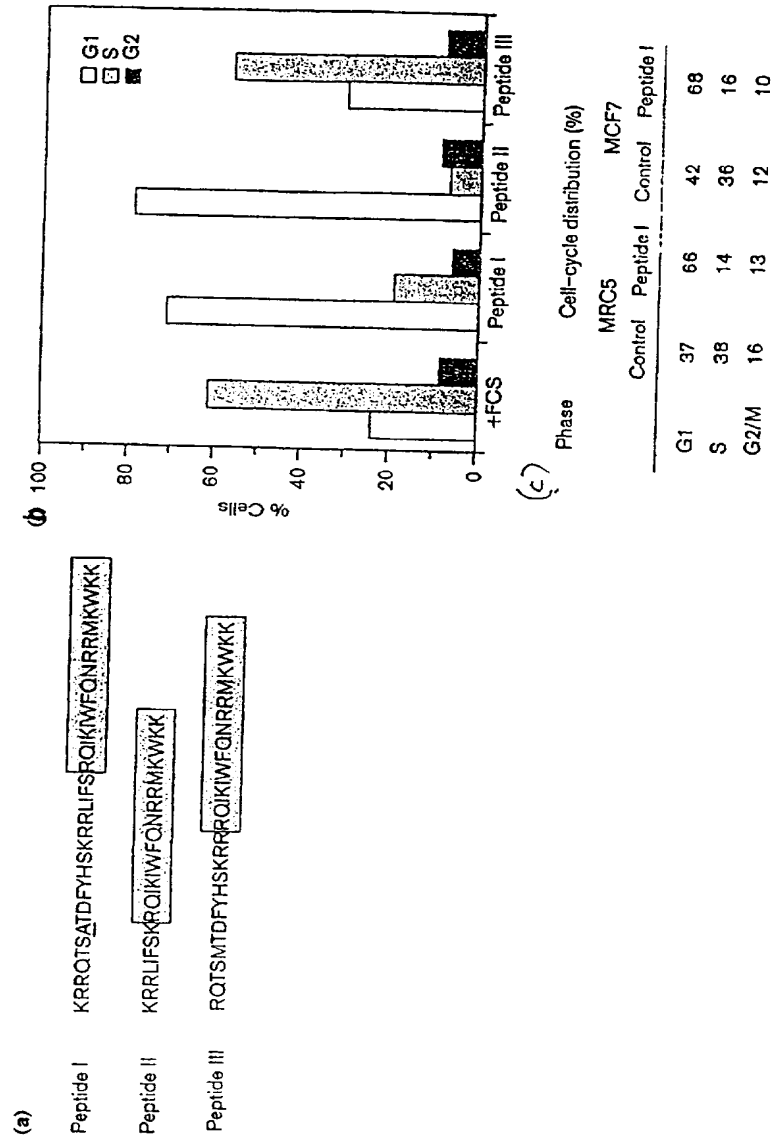 (a)
Peptide I KRRQTSATDFYHSKRRLIFSRQIKIWFQNRRMKWKK
Peptide II KRRLIFSKRQIKIWFQNRRMKWKK
Peptide III RQTSMTDFYHSKRRRQIKIWFQNRRMKWKK
(b)
100
80
60
40
20
0
% Cells
G1
S
G2
+FCS Peptide I Peptide II Peptide III
(c)
Phase Cell-cycle distribution (%)
MRC5 MCF7
Control Peptide I Control Peptide I
G1 37 66 42 68
S 38 14 36 16
G2/M 16 13 12 10